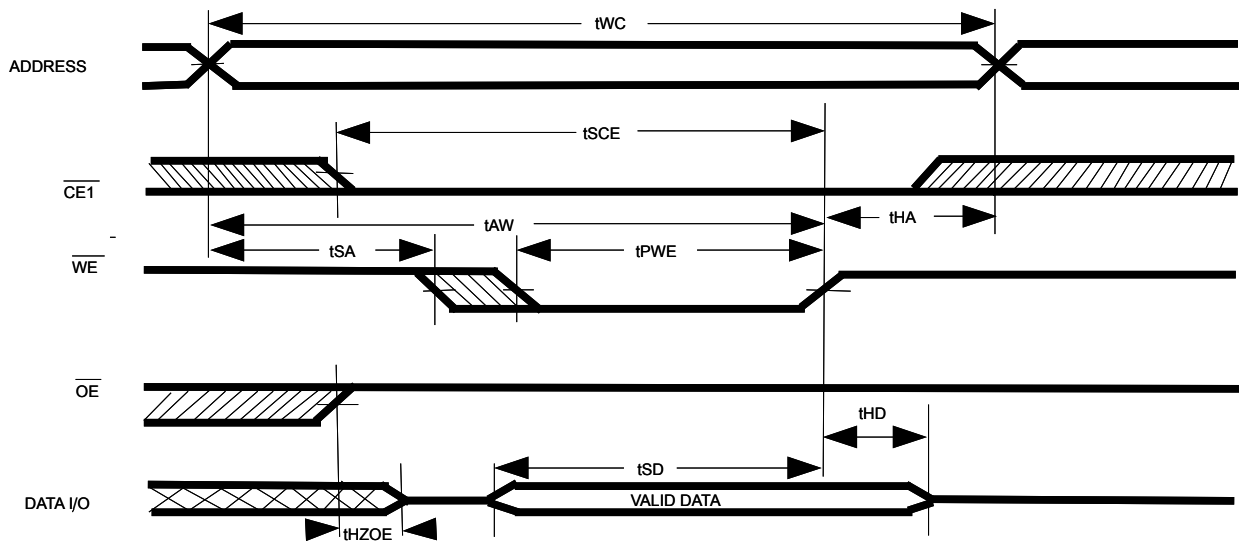 tWC
ADDRESS
tSCE
CE1
tHA
tAW
tSA
tPWE
WE
OE
tHD
tSD
DATA I/O
VALID DATA
tHZOE